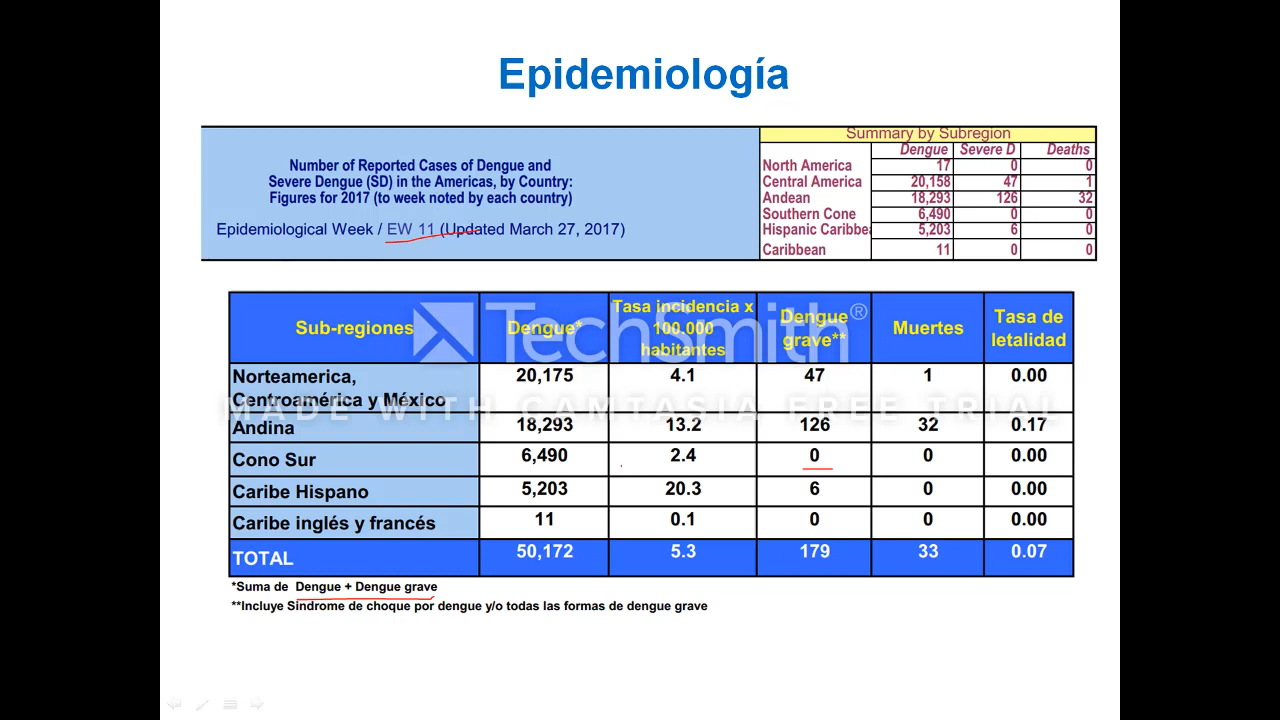 Epidemiología
Number of Reported Cases of Dengue and
Severe Dengue (SD) in the Americas, by Country:
Figures for 2017 (to week noted by each country)
Epidemiological Week / EW 11 (Updated March 27, 2017)
Summary by Subregion
Dengue Severe D Deaths
North America 17 0 0
Central America 20,158 47 1
Andean 18,293 126 32
Southern Cone 6,490 0 0
Hispanic Caribbea 5,203 6 0
Caribbean 11 0 0
Sub-regiones Dengue* Tasa incidencia x 100.000 habitantes Dengue grave** Muertes Tasa de letalidad
Norteamerica, Centroamérica y México 20,175 4.1 47 1 0.00
Andina 18,293 13.2 126 32 0.17
Cono Sur 6,490 2.4 0 0 0.00
Caribe Hispano 5,203 20.3 6 0 0.00
Caribe inglés y francés 11 0.1 0 0 0.00
TOTAL 50,172 5.3 179 33 0.07
*Suma de Dengue + Dengue grave
**Incluye Sindrome de choque por dengue y/o todas las formas de dengue grave
TechSmith®
MADE WITH CAMTASIA FREE TRIAL